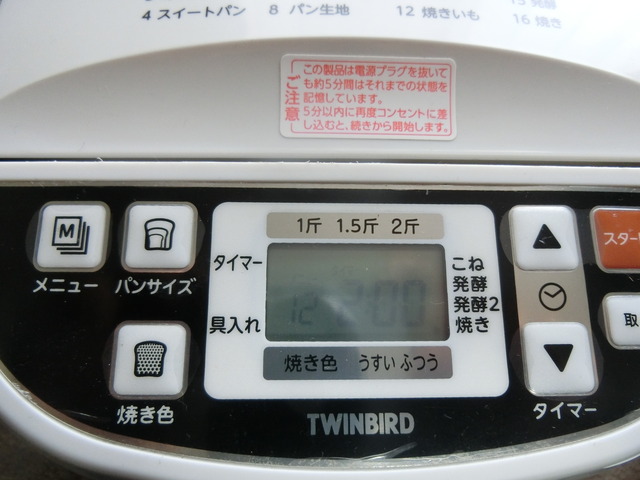 4 スイートパン 8 パン生地 12 焼きいも 16 焼き
ご注意
この製品は電源プラグを抜いて
も約5分間はそれまでの状態を
記憶しています。
5分以内に再度コンセントに差
し込むと、続きから開始します。
1斤 1.5斤 2斤
M
メニュー
パンサイズ
タイマー
具入れ
12 2:00
こね
発酵
発酵2
焼き
焼き色 うすい ふつう
焼き色
タイマー
スター
取
TWINBIRD